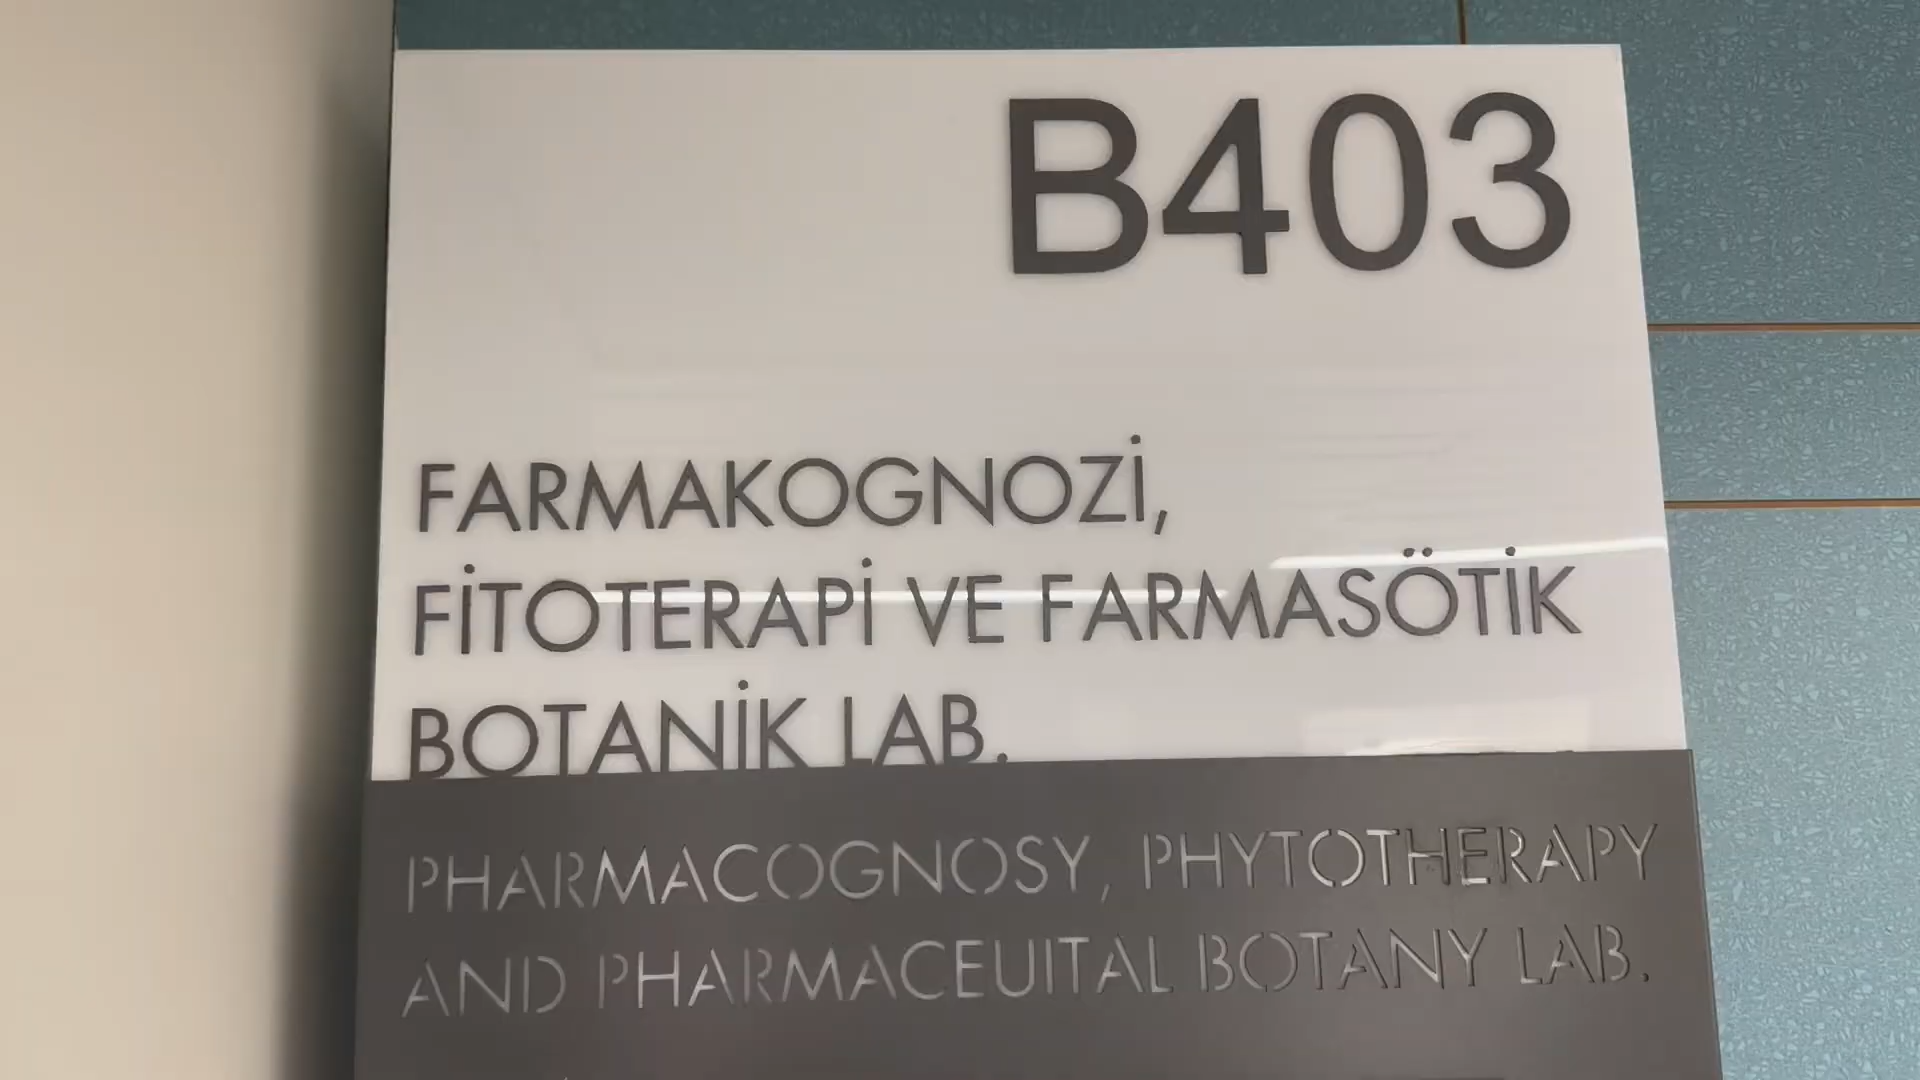 B403
FARMAKOGNOZİ,
FİTOTERAPİ VE FARMASÖTİK
BOTANİK LAB.
PHARMACOGNOSY, PHYTOTHERAPY
AND PHARMACEUITAL BOTANY LAB.